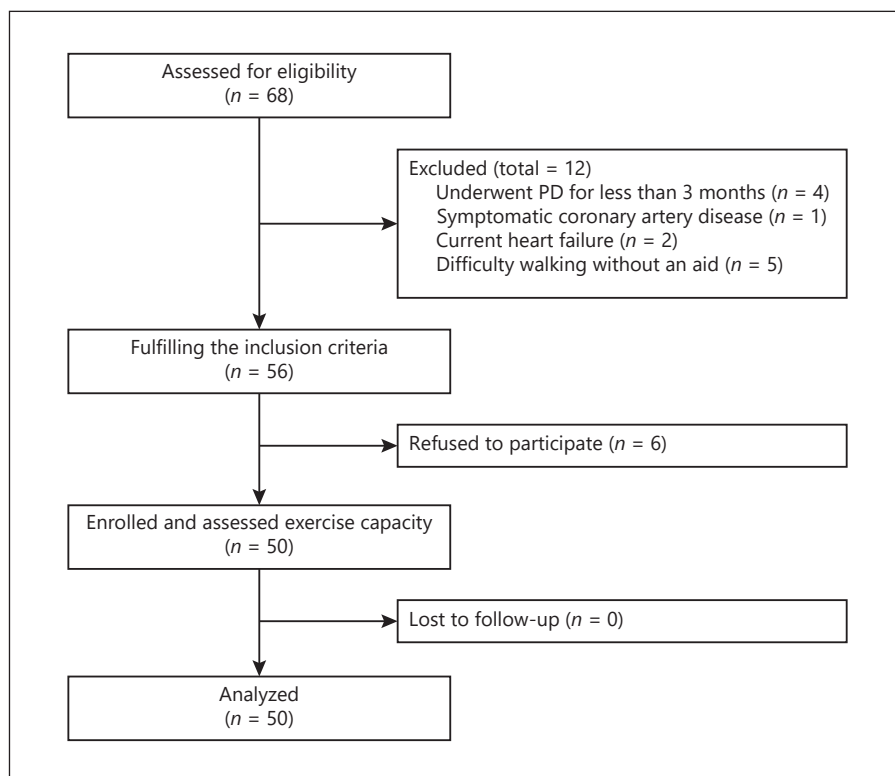 Assessed for eligibility
(n = 68)
Excluded (total = 12)
Underwent PD for less than 3 months (n = 4)
Symptomatic coronary artery disease (n = 1)
Current heart failure (n = 2)
Difficulty walking without an aid (n = 5)
Fulfilling the inclusion criteria
(n = 56)
Refused to participate (n = 6)
Enrolled and assessed exercise capacity
(n = 50)
Lost to follow-up (n = 0)
Analyzed
(n = 50)